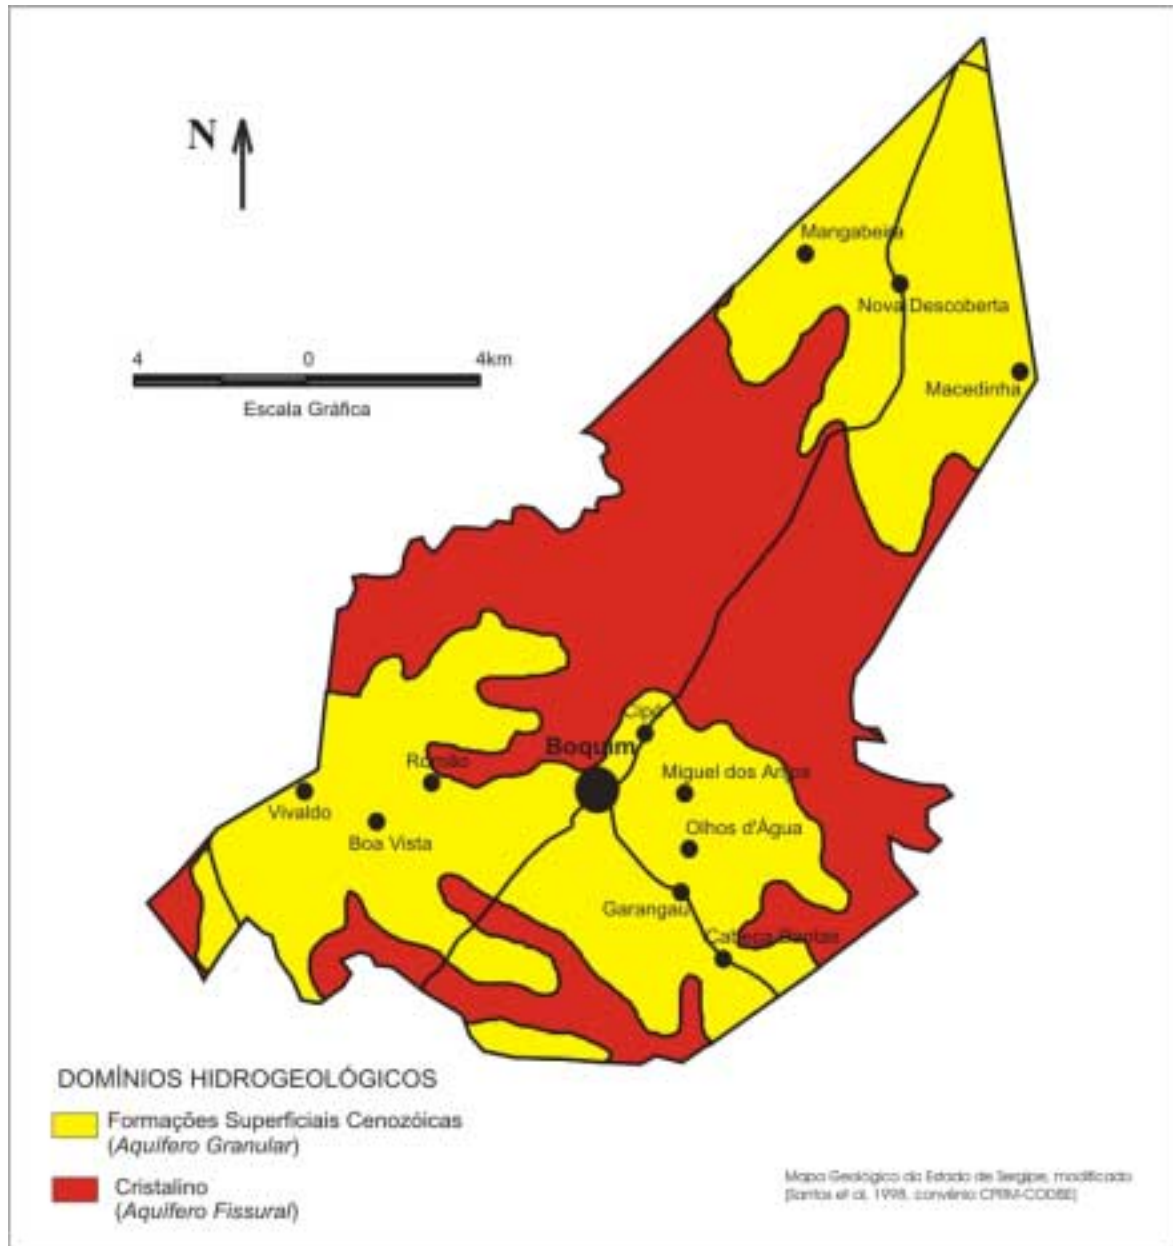 N
Mangabeira
Nova Descoberta
Macedinha
4 0 4km
Escala Gráfica
Cipó
Boquim
Romão
Miguel dos Anjos
Vivaldo
Boa Vista
Olhos d'Água
Garangau
Cabeça Dantas
DOMÍNIOS HIDROGEOLÓGICOS
Formações Superficiais Cenozóicas
(Aquífero Granular)
Cristalino
(Aquífero Fissural)
Mapa Geológico do Estado de Sergipe, modificado
(Santos et al. 1998, convênio CPRM-CODISE)